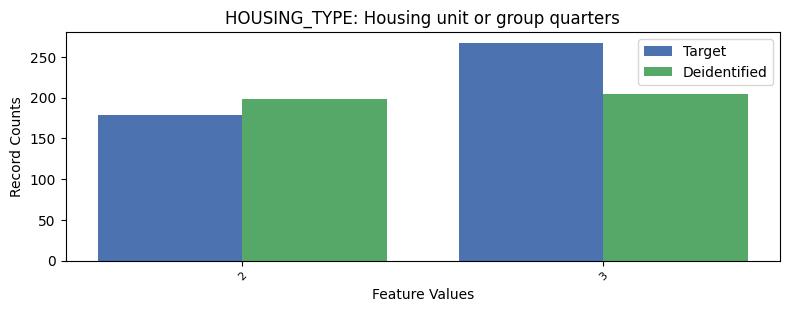 HOUSING_TYPE: Housing unit or group quarters
Target
Deidentified
Record Counts
250
200
150
100
50
0
2
3
Feature Values